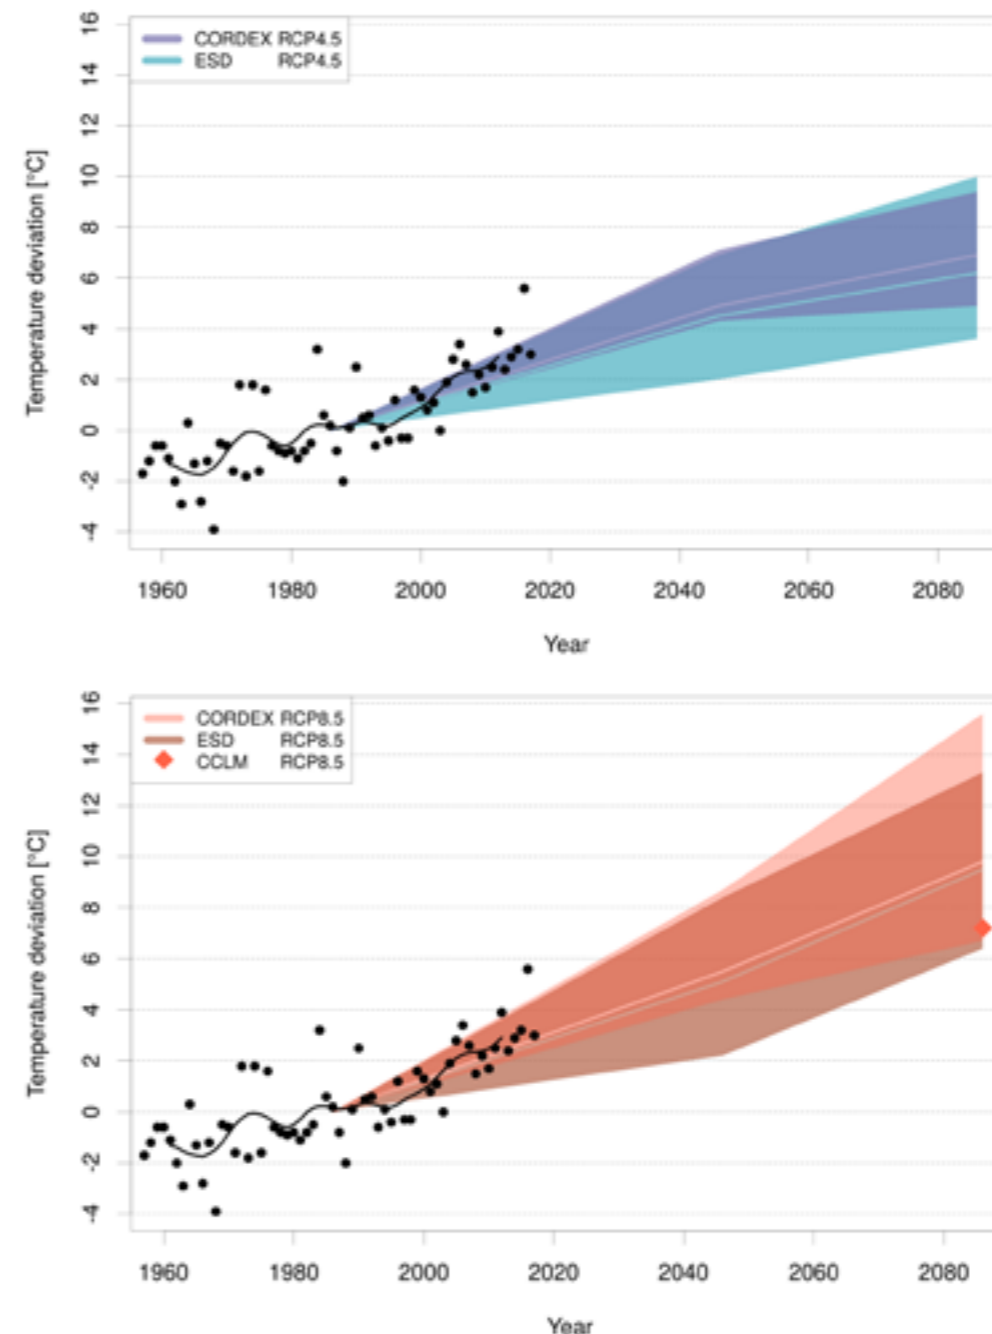 CORDEX RCP4.5
ESD RCP4.5
Temperature deviation [°C]
16
14
12
10
8
6
4
2
0
-2
-4
1960 1980 2000 2020 2040 2060 2080
Year
CORDEX RCP8.5
ESD RCP8.5
CCLM RCP8.5
Temperature deviation [°C]
16
14
12
10
8
6
4
2
0
-2
-4
1960 1980 2000 2020 2040 2060 2080
Year